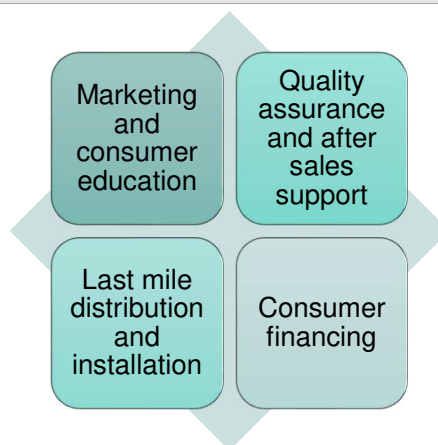 Marketing
and
consumer
education
Quality
assurance
and after
sales
support
Last mile
distribution
and
installation
Consumer
financing